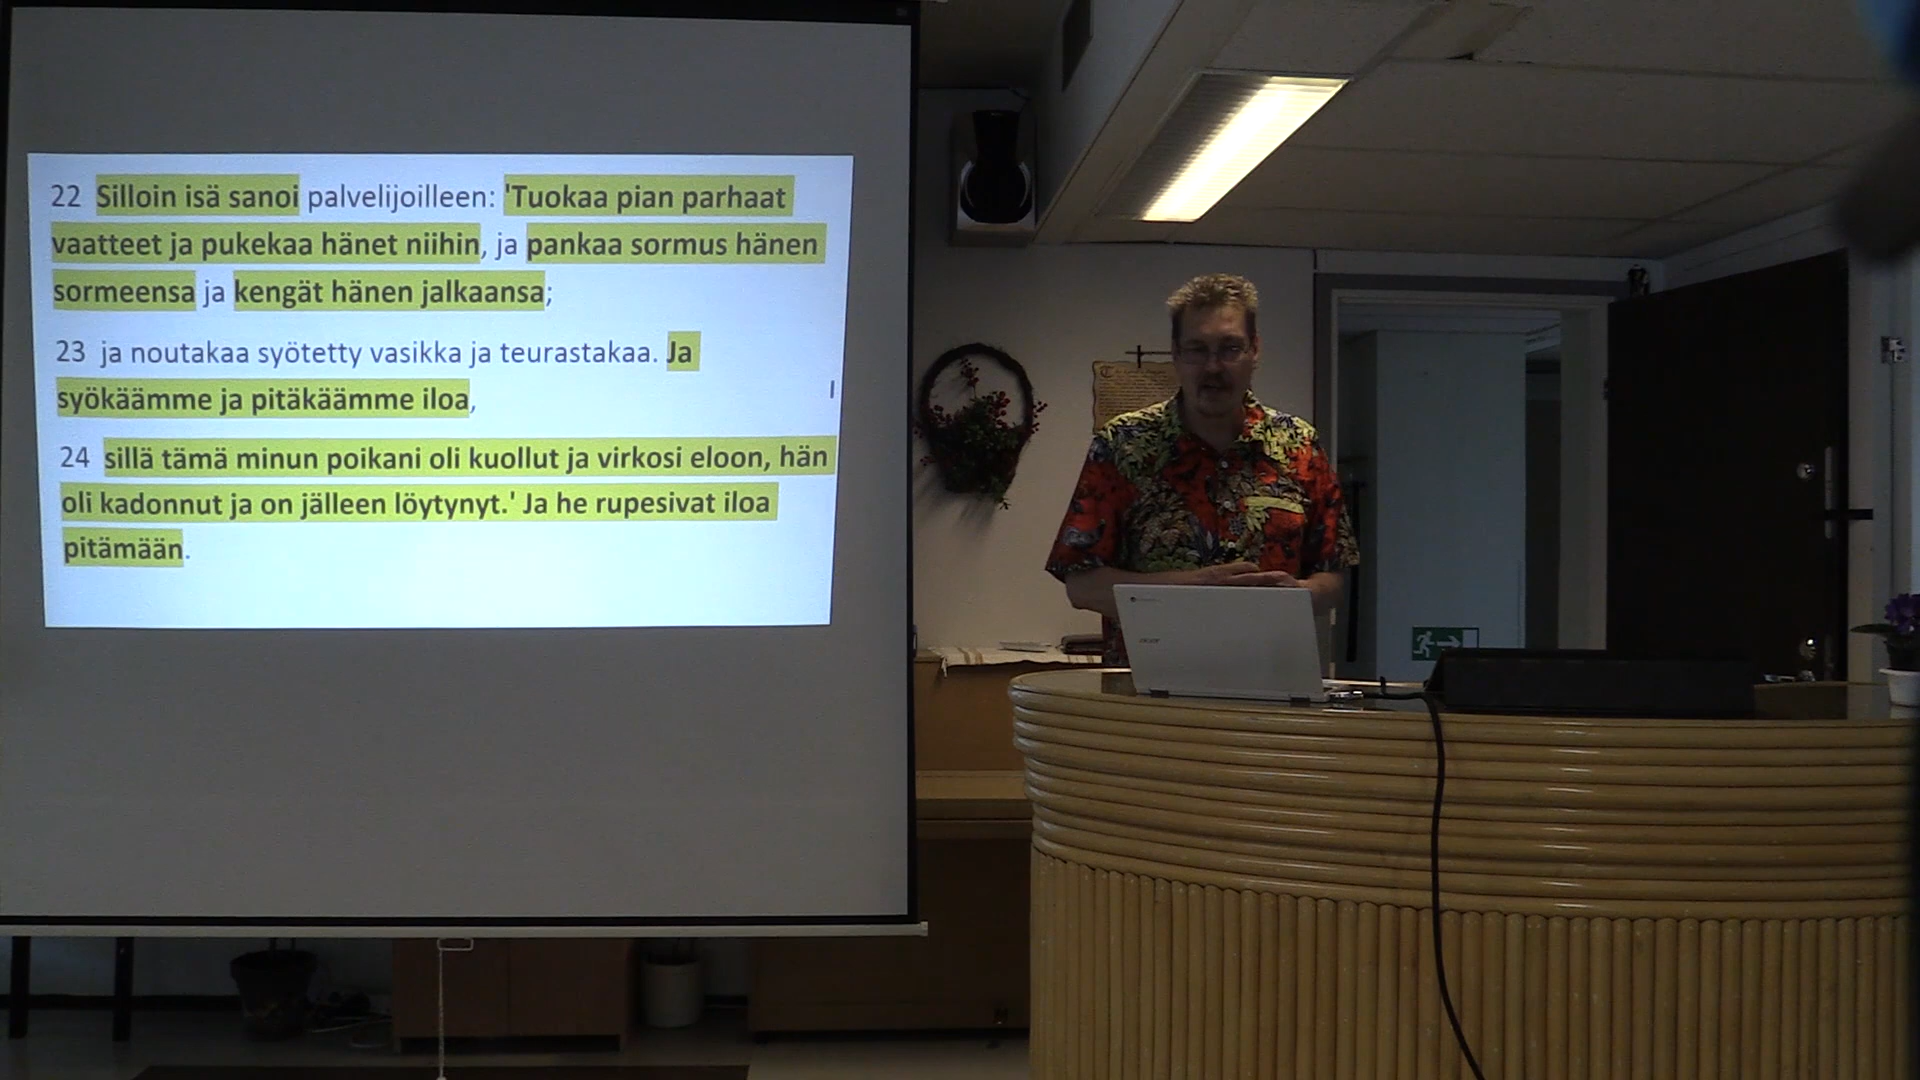 22 Silloin isä sanoi palvelijoilleen: 'Tuokaa pian parhaat
vaatteet ja pukekaa hänet niihin, ja pankaa sormus hänen
sormeensa ja kengät hänen jalkaansa;
23 ja noutakaa syötetty vasikka ja teurastakaa. Ja
syökäämme ja pitäkäämme iloa,
24 sillä tämä minun poikani oli kuollut ja virkosi eloon, hän
oli kadonnut ja on jälleen löytynyt.' Ja he rupesivat iloa
pitämään.
acer